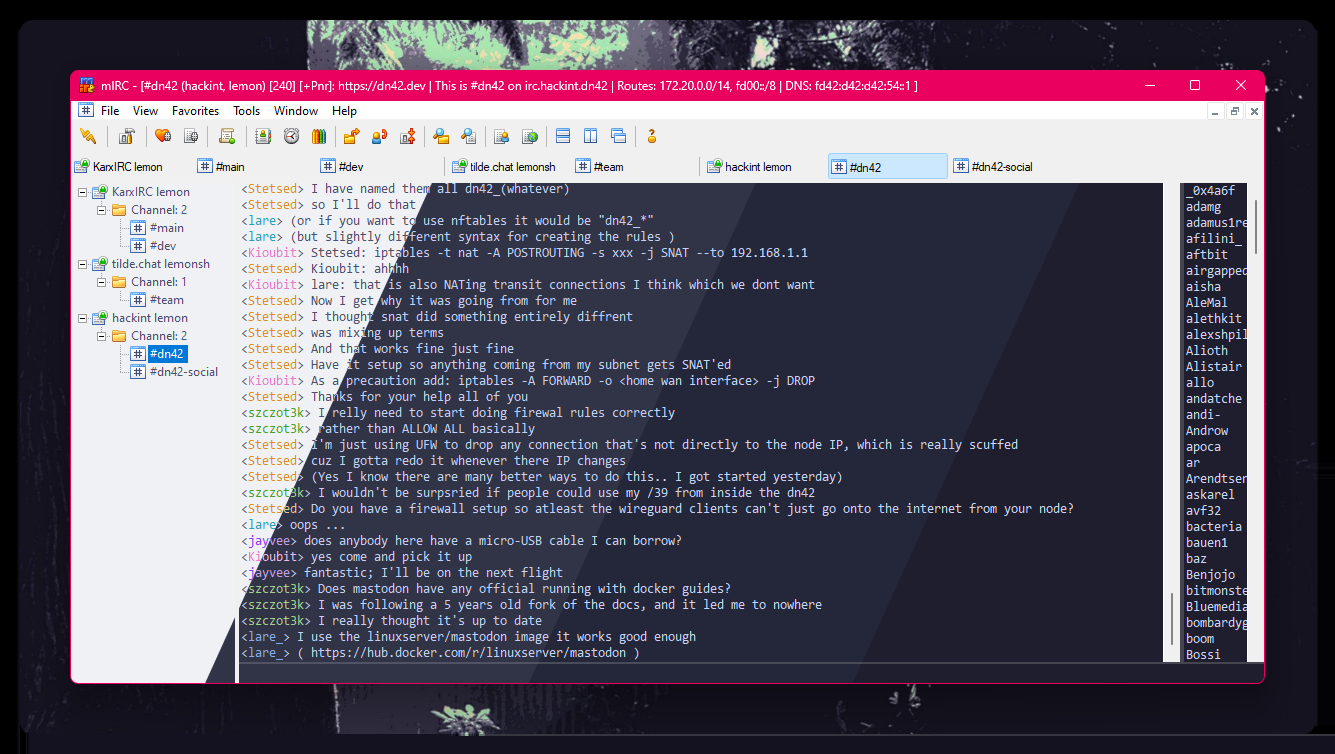 mIRC - [#dn42 (hackint, lemon) [240] [+Pnr]: https://dn42.dev | This is #dn42 on irc.hackint.dn42 | Routes: 172.20.0.0/14, fd00::/8 | DNS: fd42:d42:d42:54::1 ]
File View Favorites Tools Window Help
KarxIRC lemon #main #dev tilde.chat lemonsh #team hackint lemon #dn42 #dn42-social
KarxIRC lemon
Channel: 2
#main
#dev
tilde.chat lemonsh
Channel: 1
#team
hackint lemon
Channel: 2
#dn42
#dn42-social
<Stetsed> I have named them all dn42_(whatever)
<Stetsed> so I'll do that
<lare> (or if you want to use nftables it would be "dn42_*"
<lare> (but slightly different syntax for creating the rules )
<Kioubit> Stetsed: iptables -t nat -A POSTROUTING -s xxx -j SNAT --to 192.168.1.1
<Stetsed> Kioubit: ahhhh
<Kioubit> lare: that is also NATing transit connections I think which we dont want
<Stetsed> Now I get why it was going from for me
<Stetsed> I thought snat did something entirely diffrent
<Stetsed> was mixing up terms
<Stetsed> And that works fine just fine
<Stetsed> Have it setup so anything coming from my subnet gets SNAT'ed
<Kioubit> As a precaution add: iptables -A FORWARD -o <home wan interface> -j DROP
<Stetsed> Thanks for your help all of you
<szczot3k> I relly need to start doing firewal rules correctly
<szczot3k> rather than ALLOW ALL basically
<Stetsed> I'm just using UFW to drop any connection that's not directly to the node IP, which is really scuffed
<Stetsed> cuz I gotta redo it whenever there IP changes
<Stetsed> (Yes I know there are many better ways to do this.. I got started yesterday)
<szczot3k> I wouldn't be surpsried if people could use my /39 from inside the dn42
<Stetsed> Do you have a firewall setup so atleast the wireguard clients can't just go onto the internet from your node?
<lare> oops ...
<jayvee> does anybody here have a micro-USB cable I can borrow?
<Kioubit> yes come and pick it up
<jayvee> fantastic; I'll be on the next flight
<szczot3k> Does mastodon have any official running with docker guides?
<szczot3k> I was following a 5 years old fork of the docs, and it led me to nowhere
<szczot3k> I really thought it's up to date
<lare_> I use the linuxserver/mastodon image it works good enough
<lare_> ( https://hub.docker.com/r/linuxserver/mastodon )
_0x4a6f
adamg
adamus1re
afilini_
aftbit
airgapped
aisha
AleMal
alethkit
alexshpil
Alioth
Alistair
allo
andatche
andi-
Androw
apoca
ar
Arendtsen
askarel
avf32
bacteria
bauen1
baz
Benjojo
bitmonste
Bluemedia
bombardyg
boom
Bossi